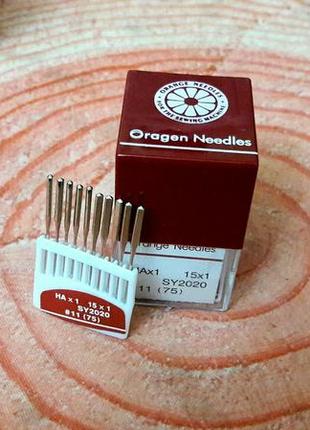 ORANGE NEEDLES
FOR THE SEWING MACHINE
Oragen Needles
range Needles
HAx1 15x1
SY2020
#11 (75)
HA x 1 15 x 1
SY2020
#11 (75)